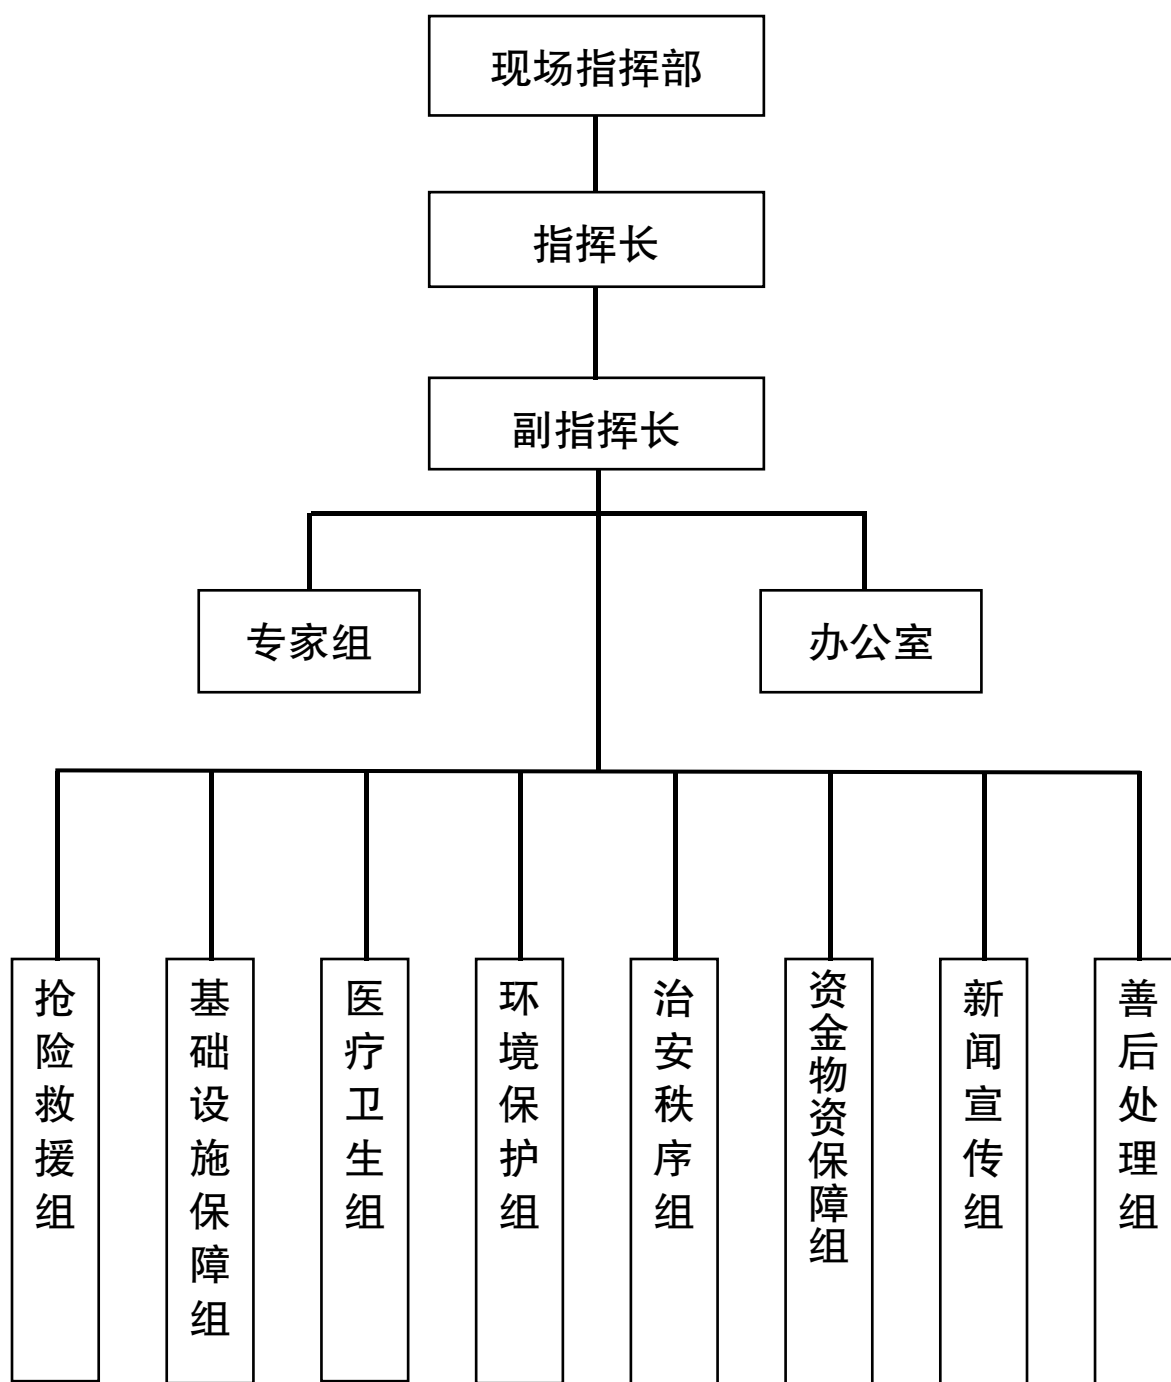 现场指挥部
指挥长
副指挥长
专家组
办公室
抢险救援组
基础设施保障组
医疗卫生组
环境保护组
治安秩序组
资金物资保障组
新闻宣传组
善后处理组